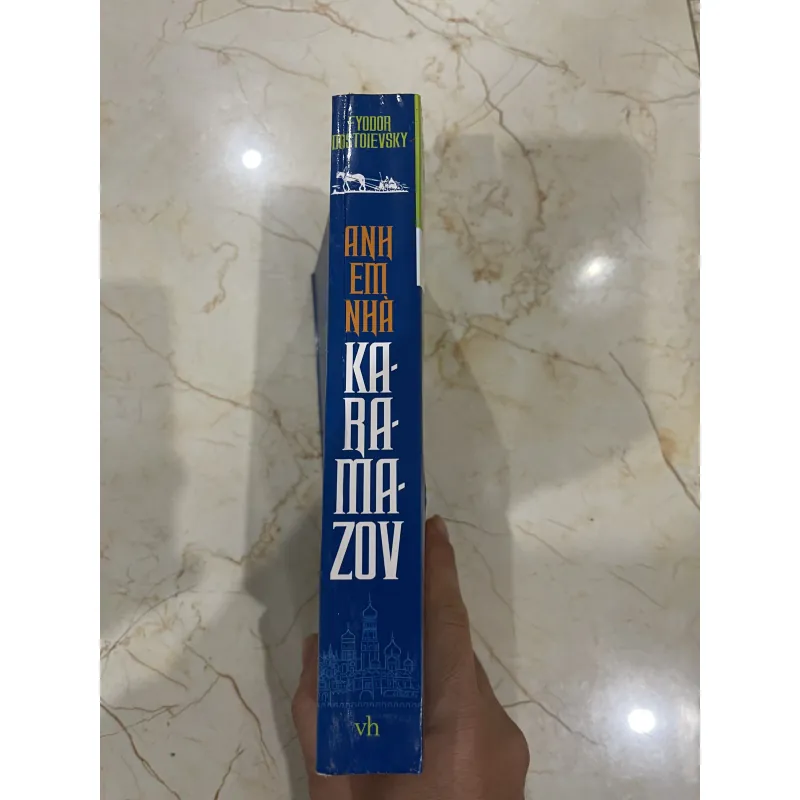 FYODOR
DOSTOIEVSKY
ANH
EM
NHÀ
KA-
RA-
MA-
ZOV
vh